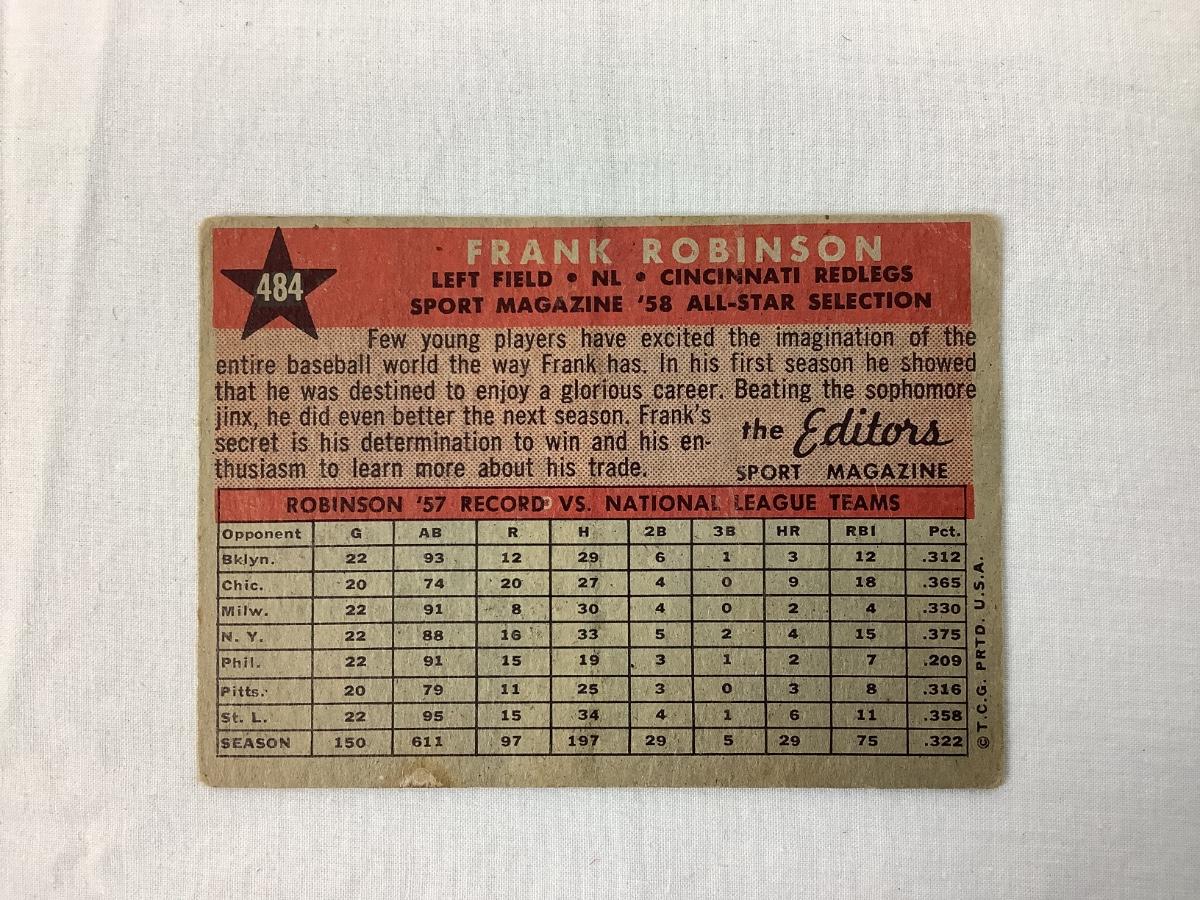 484
FRANK ROBINSON
LEFT FIELD • NL • CINCINNATI REDLEGS
SPORT MAGAZINE '58 ALL-STAR SELECTION
Few young players have excited the imagination of the
entire baseball world the way Frank has. In his first season he showed
that he was destined to enjoy a glorious career. Beating the sophomore
jinx, he did even better the next season. Frank's
secret is his determination to win and his en-
thusiasm to learn more about his trade.
the Editors
SPORT MAGAZINE
ROBINSON '57 RECORD VS. NATIONAL LEAGUE TEAMS
Opponent G AB R H 2B 3B HR RBI Pct.
Bklyn. 22 93 12 29 6 1 3 12 .312
Chic. 20 74 20 27 4 0 9 18 .365
Milw. 22 91 8 30 4 0 2 4 .330
N. Y. 22 88 16 33 5 2 4 15 .375
Phil. 22 91 15 19 3 1 2 7 .209
Pitts. 20 79 11 25 3 0 3 8 .316
St. L. 22 95 15 34 4 1 6 11 .358
SEASON 150 611 97 197 29 5 29 75 .322
© T.C.G. PRTD. U.S.A.